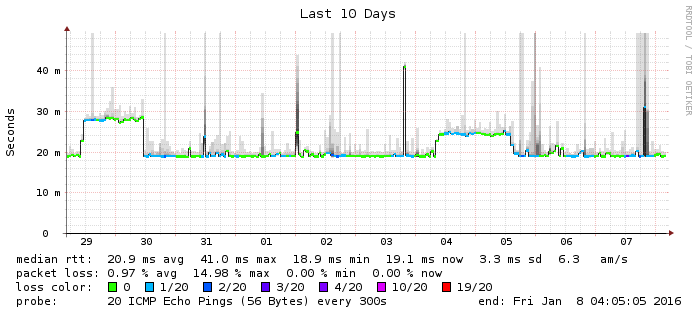 Last 10 Days
RRDTOOL / TOBI OETIKER
Seconds
40 m
30 m
20 m
10 m
0
29 30 31 01 02 03 04 05 06 07
median rtt: 20.9 ms avg 41.0 ms max 18.9 ms min 19.1 ms now 3.3 ms sd 6.3 am/s
packet loss: 0.97 % avg 14.98 % max 0.00 % min 0.00 % now
loss color: 0 1/20 2/20 3/20 4/20 10/20 19/20
probe: 20 ICMP Echo Pings (56 Bytes) every 300s end: Fri Jan 8 04:05:05 2016